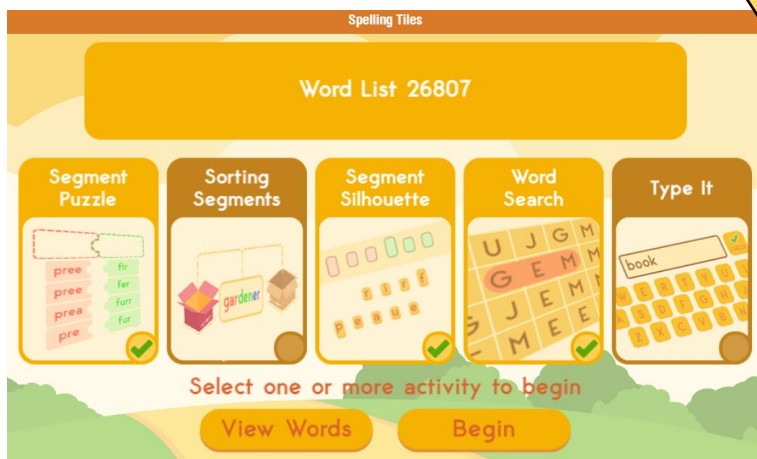 Spelling Tiles
Word List 26807
Segment
Puzzle
pree
pree
prea
pre
fir
fer
furr
fur
Sorting
Segments
gardener
Segment
Silhouette
r l r f
P e a u e
Word
Search
U J G M
G E M M
J E M
M E E
Type It
book
W E R T Y U
A S D F G H J
Z X C V B N
Select one or more activity to begin
View Words
Begin